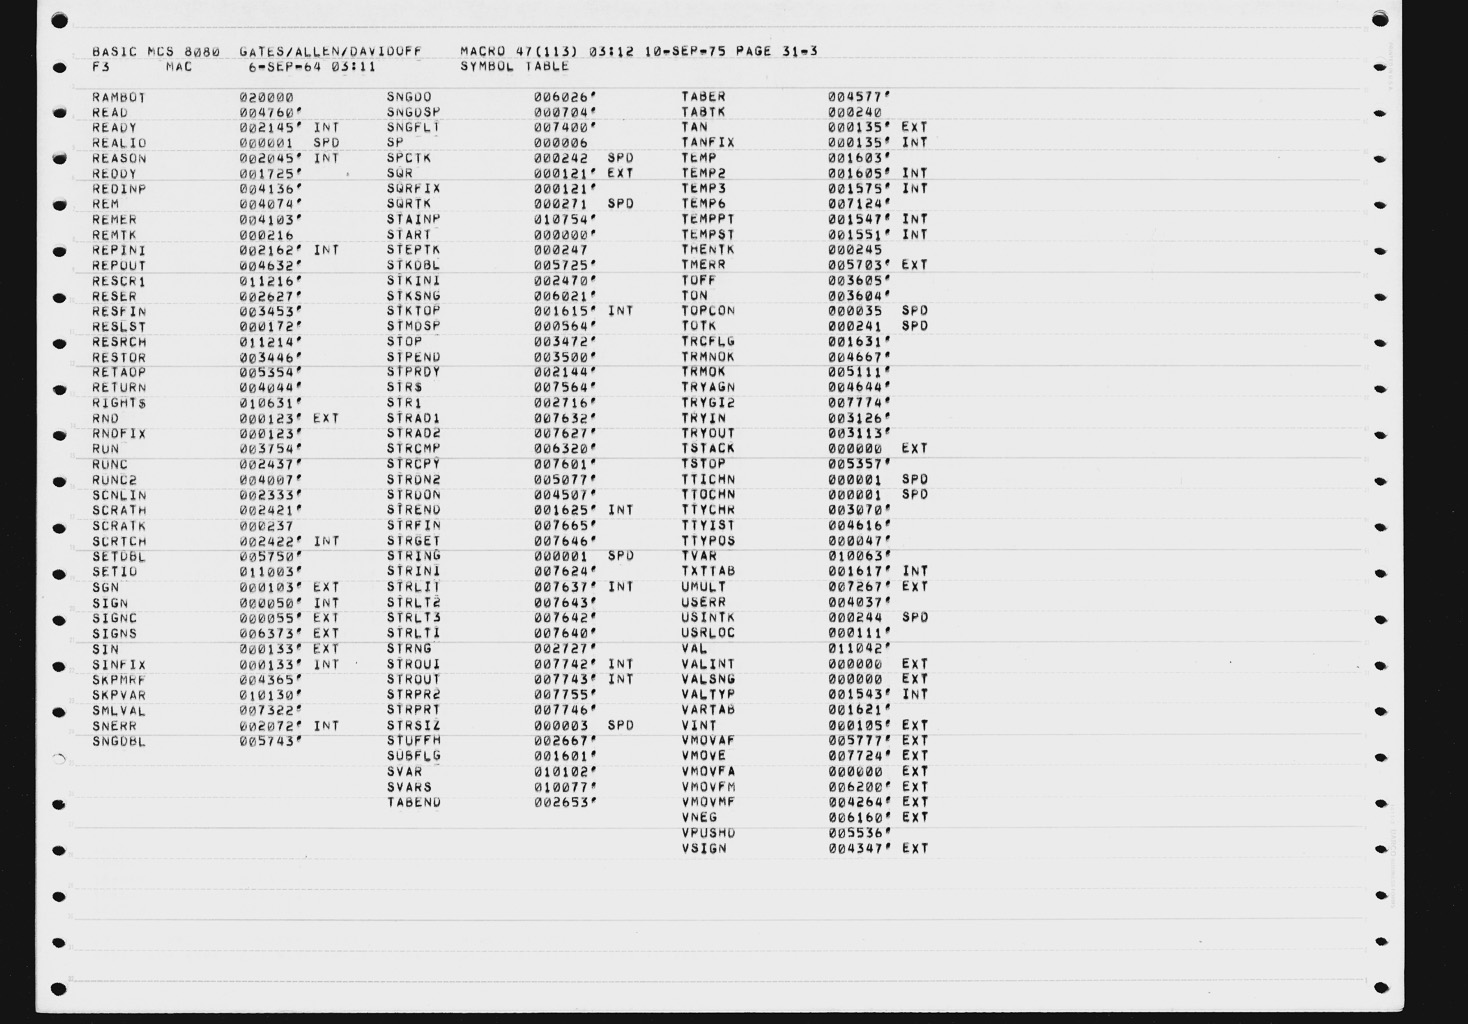 BASIC MCS 8080 GATES/ALLEN/DAVIDOFF MACRO 47(113) 03:12 10-SEP-75 PAGE 31-3
F3 MAC 6-SEP-64 03:11 SYMBOL TABLE
RAMBOT 020000 SNGDO 006026' TABER 004577'
READ 004760' SNGDSP 000704' TABTK 000240
READY 002145' INT SNGFLT 007400' TAN 000135' EXT
REALIO 000001 SPD SP 000006 TANFIX 000135' INT
REASON 002045' INT SPCTK 000242 SPD TEMP 001603'
REDDY 001725' SQR 000121' EXT TEMP2 001605' INT
REDINP 004136' SQRFIX 000121' TEMP3 001575' INT
REM 004074' SQRTK 000271 SPD TEMP6 007124'
REMER 004103' STAINP 010754' TEMPPT 001547' INT
REMTK 000216 START 000000' TEMPST 001551' INT
REPINI 002162' INT STEPTK 000247 THENTK 000245
REPOUT 004632' STKDBL 005725' TMERR 005703' EXT
RESCR1 011216' STKINI 002470' TOFF 003605'
RESER 002627' STKSNG 006021' TON 003604'
RESFIN 003453' STKTOP 001615' INT TOPCON 000035 SPD
RESLST 000172' STMDSP 000564' TOTK 000241 SPD
RESRCH 011214' STOP 003472' TRCFLG 001631'
RESTOR 003446' STPEND 003500' TRMNOK 004667'
RETAOP 005354' STPRDY 002144' TRMOK 005111'
RETURN 004044' STR$ 007564' TRYAGN 004644'
RIGHT$ 010631' STR1 002716' TRYGI2 007774'
RND 000123' EXT STRAD1 007632' TRYIN 003126'
RNDFIX 000123' STRAD2 007627' TRYOUT 003113'
RUN 003754' STRCMP 006320' TSTACK 000000 EXT
RUNC 002437' STRCPY 007601' TSTOP 005357'
RUNC2 004007' STRDN2 005077' TTICHN 000001 SPD
SCNLIN 002333' STRDON 004507' TTOCHN 000001 SPD
SCRATH 002421' STREND 001625' INT TTYCHR 003070'
SCRATK 000237 STRFIN 007665' TTYIST 004616'
SCRTCH 002422' INT STRGET 007646' TTYPOS 000047'
SETDBL 005750' STRING 000001 SPD TVAR 010063'
SETIO 011003' STRINI 007624' TXTTAB 001617' INT
SGN 000103' EXT STRLIT 007637' INT UMULT 007267' EXT
SIGN 000050' INT STRLT2 007643' USERR 004037'
SIGNC 000055' EXT STRLT3 007642' USINTK 000244 SPD
SIGNS 006373' EXT STRLTI 007640' USRLOC 000111'
SIN 000133' EXT STRNG 002727' VAL 011042'
SINFIX 000133' INT STROUI 007742' INT VALINT 000000 EXT
SKPMRF 004365' STROUT 007743' INT VALSNG 000000 EXT
SKPVAR 010130' STRPR2 007755' VALTYP 001543' INT
SMLVAL 007322' STRPRT 007746' VARTAB 001621'
SNERR 002072' INT STRSIZ 000003 SPD VINT 000105' EXT
SNGDBL 005743' STUFFH 002667' VMOVAF 005777' EXT
SUBFLG 001601' VMOVE 007724' EXT
SVAR 010102' VMOVFA 000000 EXT
SVARS 010077' VMOVFM 006200' EXT
TABEND 002653' VMOVMF 004264' EXT
VNEG 006160' EXT
VPUSHD 005536'
VSIGN 004347' EXT